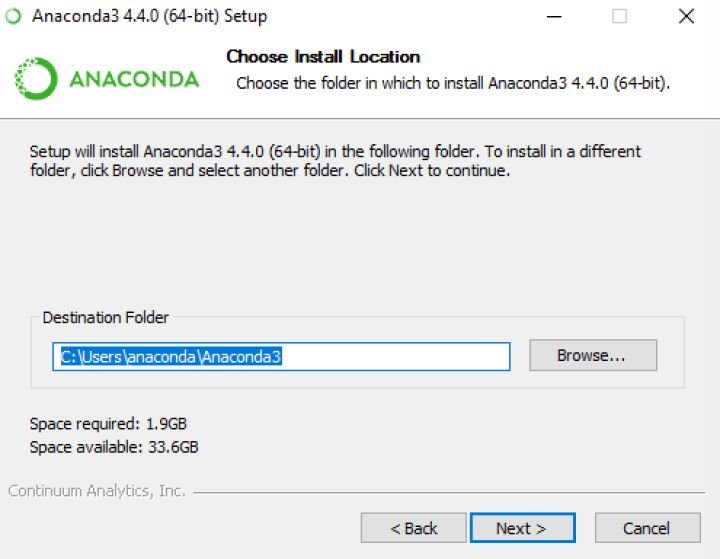 Anaconda3 4.4.0 (64-bit) Setup
ANACONDA
Choose Install Location
Choose the folder in which to install Anaconda3 4.4.0 (64-bit).
Setup will install Anaconda3 4.4.0 (64-bit) in the following folder. To install in a different
folder, click Browse and select another folder. Click Next to continue.
Destination Folder
C:\Users\anaconda\Anaconda3
Browse...
Space required: 1.9GB
Space available: 33.6GB
Continuum Analytics, Inc.
< Back
Next >
Cancel